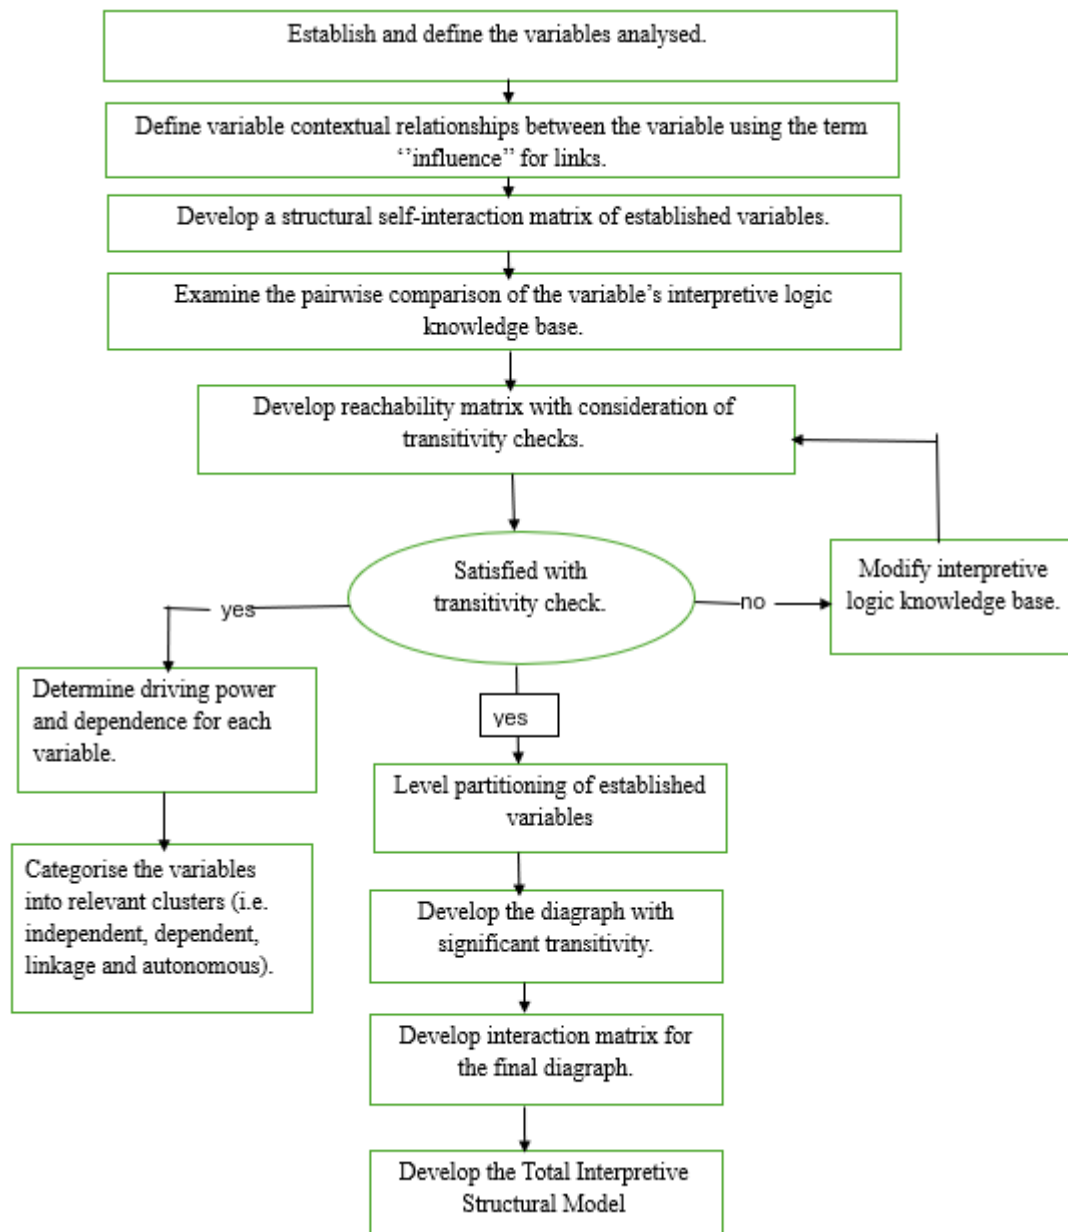 Establish and define the variables analysed.
Define variable contextual relationships between the variable using the term
‘’influence” for links.
Develop a structural self-interaction matrix of established variables.
Examine the pairwise comparison of the variable’s interpretive logic
knowledge base.
Develop reachability matrix with consideration of
transitivity checks.
Satisfied with
transitivity check.
no
Modify interpretive
logic knowledge base.
yes
Determine driving power
and dependence for each
variable.
Categorise the variables
into relevant clusters (i.e.
independent, dependent,
linkage and autonomous).
yes
Level partitioning of established
variables
Develop the diagraph with
significant transitivity.
Develop interaction matrix for
the final diagraph.
Develop the Total Interpretive
Structural Model